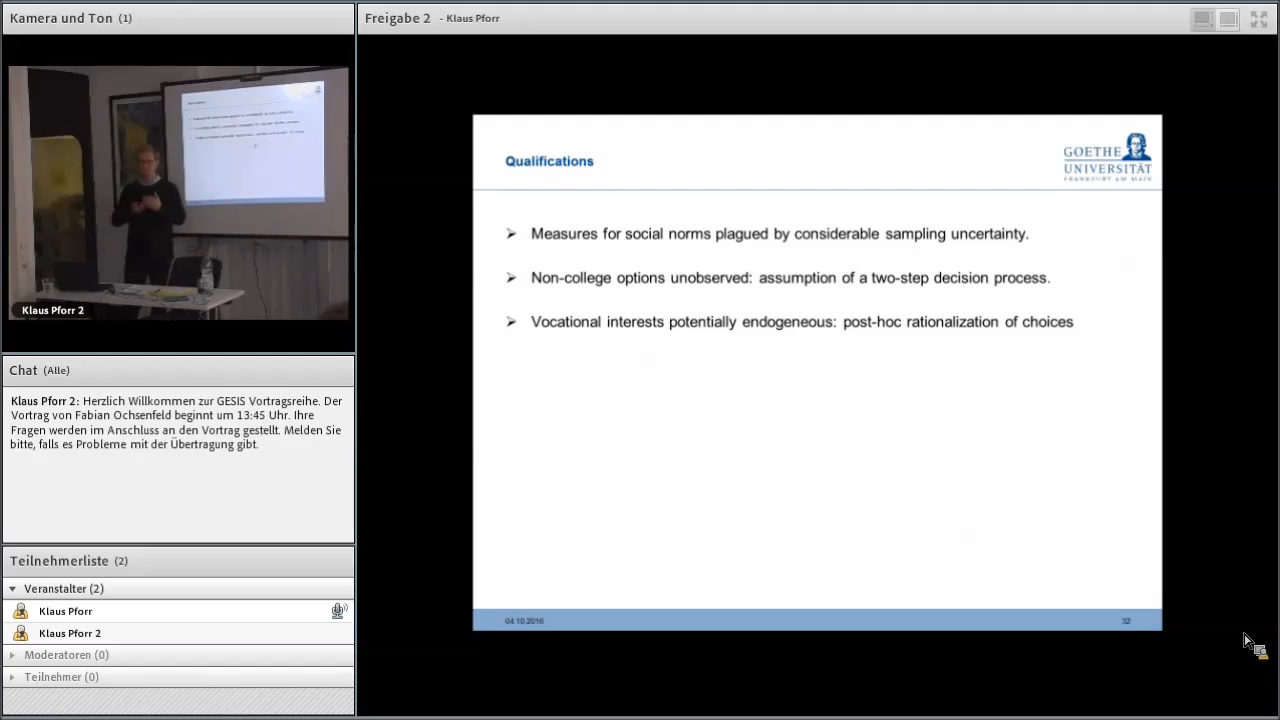 Kamera und Ton (1)
Klaus Pforr 2
Chat (Alle)
Klaus Pforr 2: Herzlich Willkommen zur GESIS Vortragsreihe. Der
Vortrag von Fabian Ochsenfeld beginnt um 13:45 Uhr. Ihre
Fragen werden im Anschluss an den Vortrag gestellt. Melden Sie
bitte, falls es Probleme mit der Übertragung gibt.
Teilnehmerliste (2)
Veranstalter (2)
Klaus Pforr
Klaus Pforr 2
Moderatoren (0)
Teilnehmer (0)
Freigabe 2 - Klaus Pforr
Qualifications
GOETHE
UNIVERSITÄT
FRANKFURT AM MAIN
➢ Measures for social norms plagued by considerable sampling uncertainty.
➢ Non-college options unobserved: assumption of a two-step decision process.
➢ Vocational interests potentially endogeneous: post-hoc rationalization of choices
04.10.2016
32